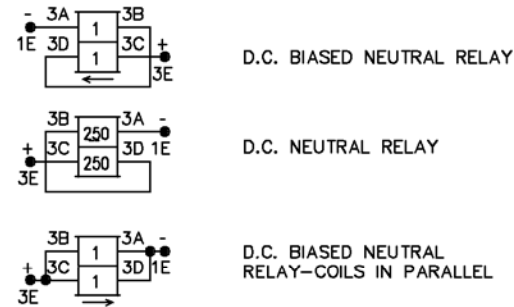 - 3A 3B
1 +
1E 3D 1 3C
3E
D.C. BIASED NEUTRAL RELAY
3B 3A -
250
+ 3C 3D 1E
250
3E
D.C. NEUTRAL RELAY
3B 3A -
1
+ 3C 3D 1E
1
3E
D.C. BIASED NEUTRAL
RELAY-COILS IN PARALLEL